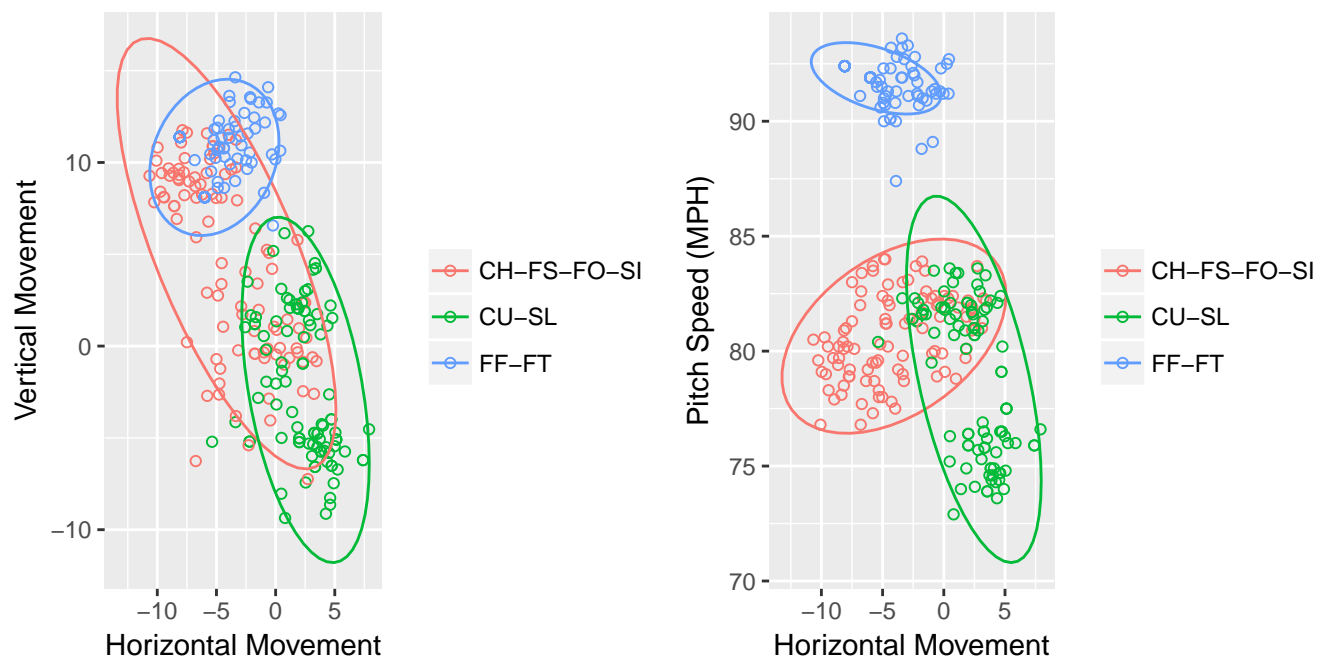 Vertical Movement
10
0
−10
−10
−5
0
5
Horizontal Movement
CH−FS−FO−SI
CU−SL
FF−FT
Pitch Speed (MPH)
90
85
80
75
70
−10
−5
0
5
Horizontal Movement
CH−FS−FO−SI
CU−SL
FF−FT